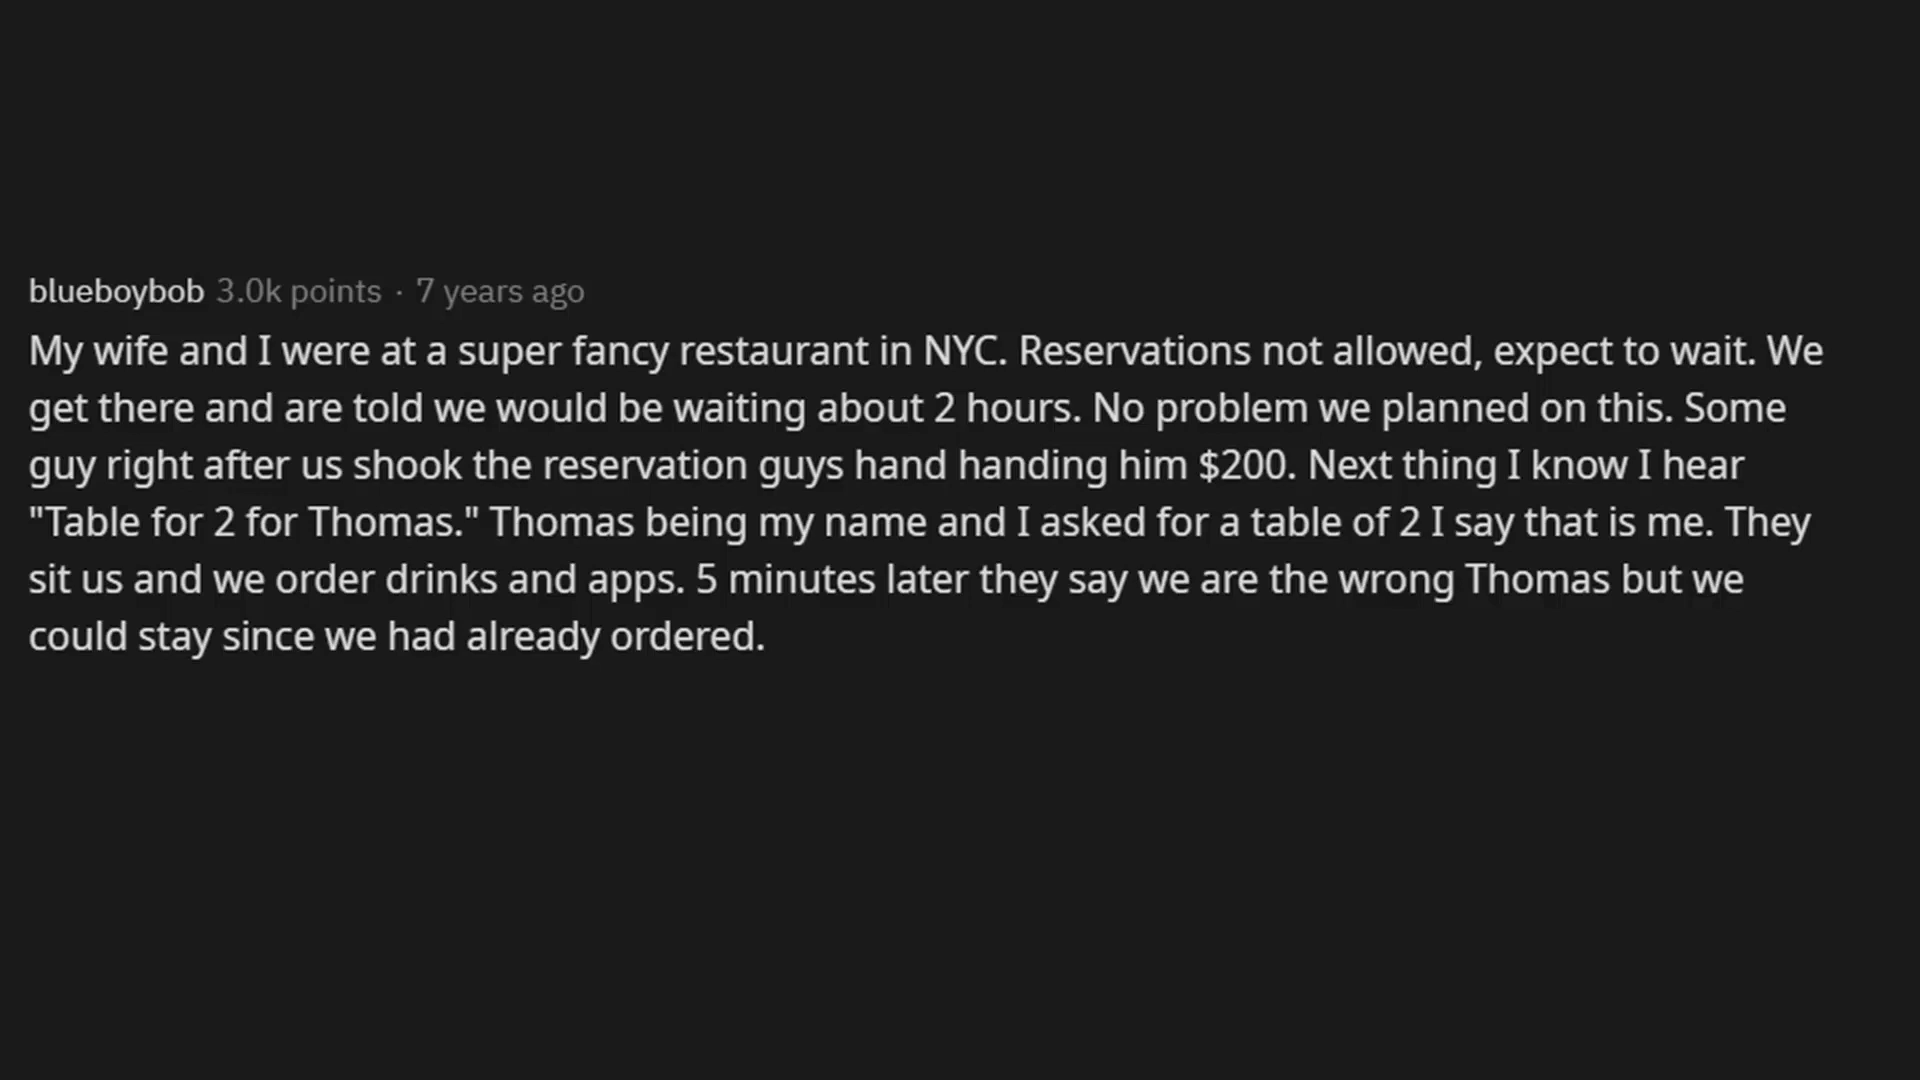 blueboybob 3.0k points · 7 years ago
My wife and I were at a super fancy restaurant in NYC. Reservations not allowed, expect to wait. We
get there and are told we would be waiting about 2 hours. No problem we planned on this. Some
guy right after us shook the reservation guys hand handing him $200. Next thing I know I hear
"Table for 2 for Thomas." Thomas being my name and I asked for a table of 2 I say that is me. They
sit us and we order drinks and apps. 5 minutes later they say we are the wrong Thomas but we
could stay since we had already ordered.